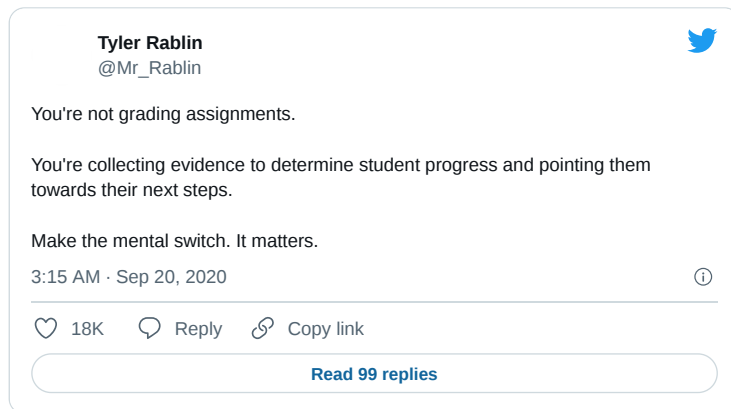 Tyler Rablin
@Mr_Rablin
You're not grading assignments.
You're collecting evidence to determine student progress and pointing them
towards their next steps.
Make the mental switch. It matters.
3:15 AM · Sep 20, 2020
18K Reply Copy link
Read 99 replies